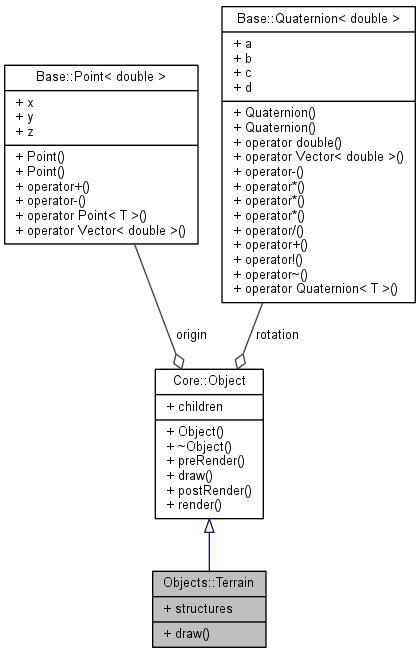 Base::Quaternion< double >
+ a
+ b
+ c
+ d
+ Quaternion()
+ Quaternion()
+ operator double()
+ operator Vector< double >()
+ operator-()
+ operator*()
+ operator*()
+ operator*()
+ operator/()
+ operator+()
+ operator!()
+ operator~()
+ operator Quaternion< T >()
Base::Point< double >
+ x
+ y
+ z
+ Point()
+ Point()
+ operator+()
+ operator-()
+ operator Point< T >()
+ operator Vector< double >()
origin
rotation
Core::Object
+ children
+ Object()
+ ~Object()
+ preRender()
+ draw()
+ postRender()
+ render()
Objects::Terrain
+ structures
+ draw()